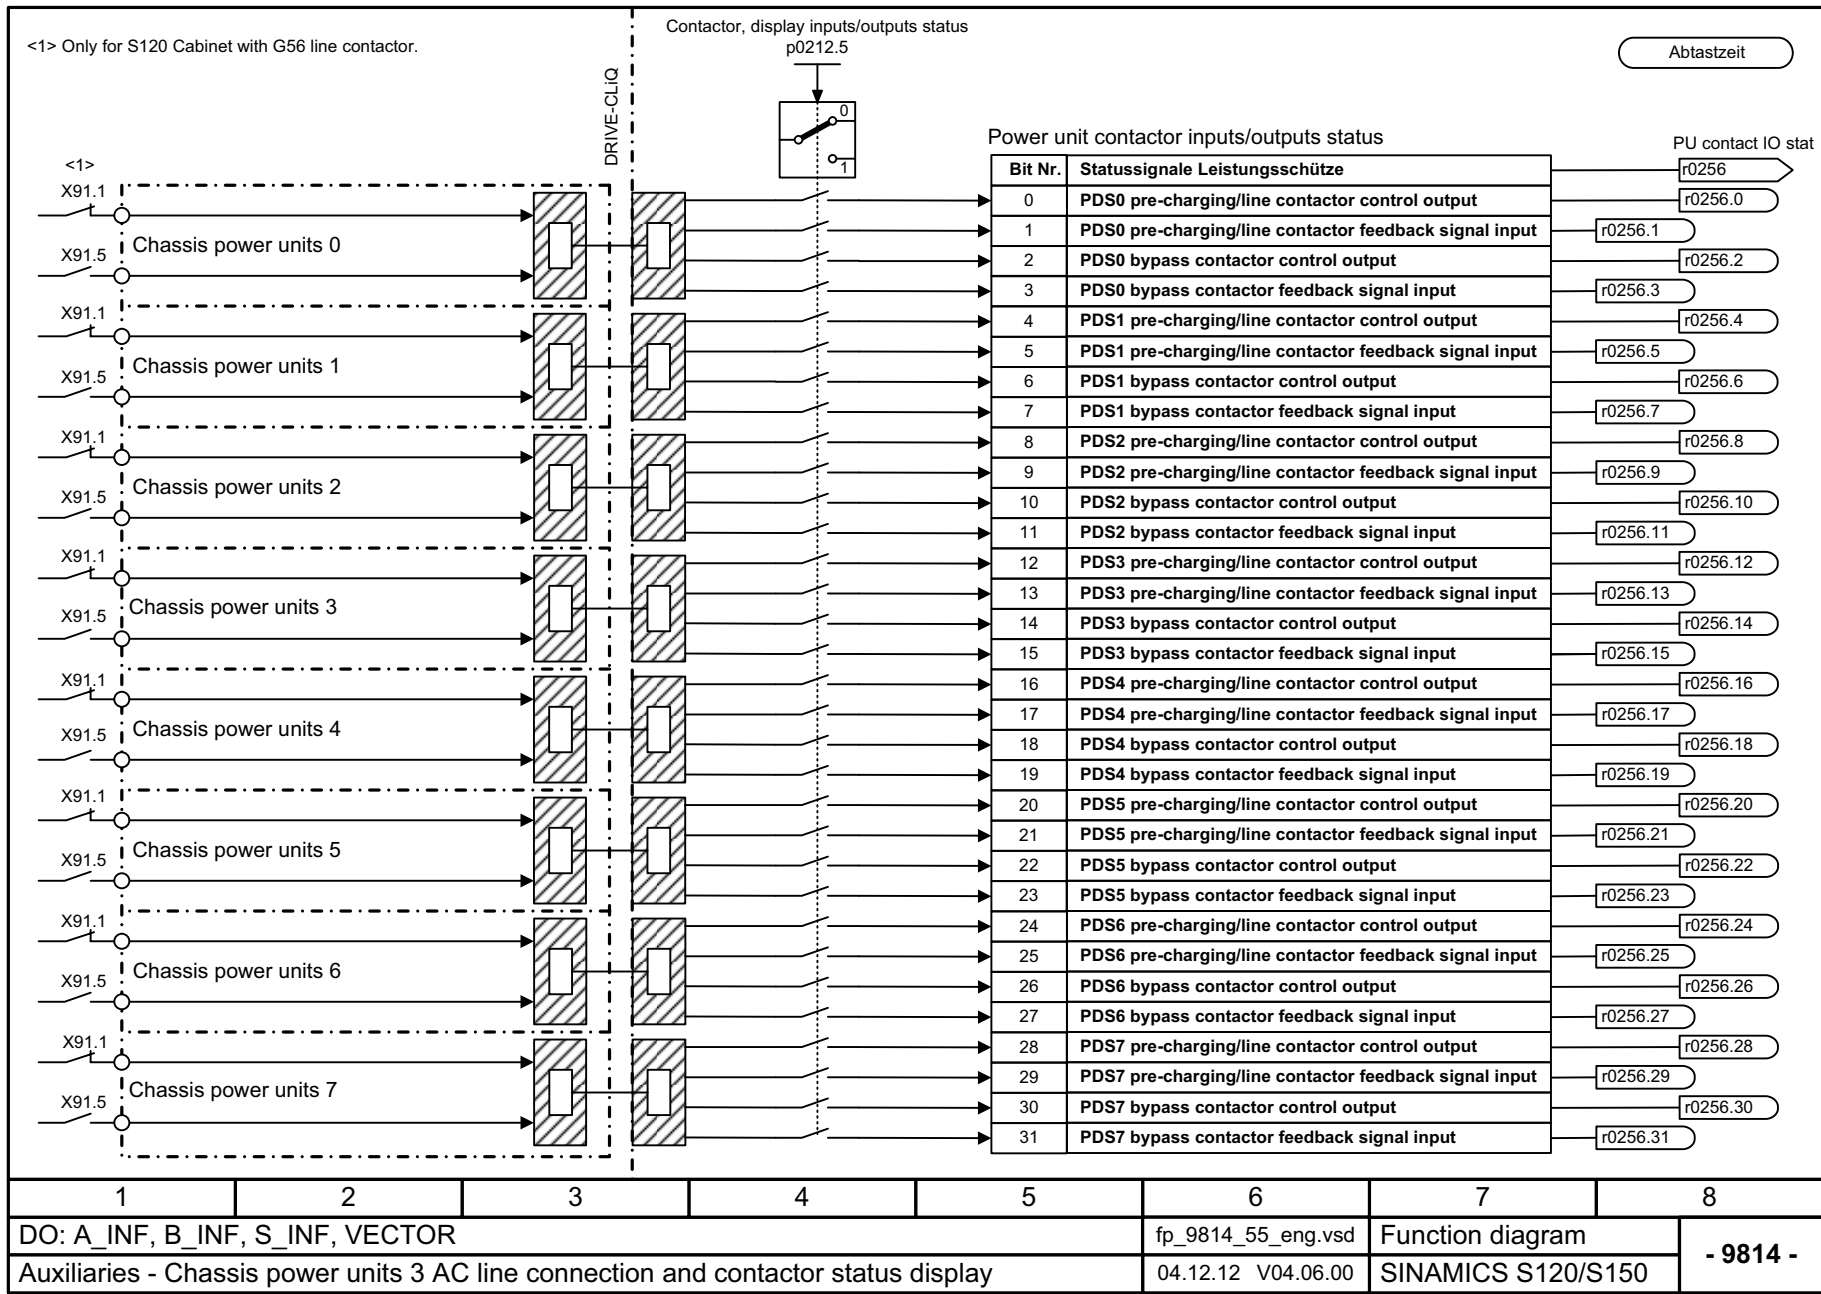 Contactor, display inputs/outputs status
<1> Only for S120 Cabinet with G56 line contactor.
p0212.5
Abtastzeit
DRIVE-CLiQ
0
1
Power unit contactor inputs/outputs status
PU contact IO stat
<1>
Bit Nr. Statussignale Leistungsschütze r0256
X91.1
0 PDS0 pre-charging/line contactor control output r0256.0
1 PDS0 pre-charging/line contactor feedback signal input r0256.1
Chassis power units 0
X91.5
2 PDS0 bypass contactor control output r0256.2
3 PDS0 bypass contactor feedback signal input r0256.3
X91.1
4 PDS1 pre-charging/line contactor control output r0256.4
5 PDS1 pre-charging/line contactor feedback signal input r0256.5
Chassis power units 1
X91.5
6 PDS1 bypass contactor control output r0256.6
7 PDS1 bypass contactor feedback signal input r0256.7
X91.1
8 PDS2 pre-charging/line contactor control output r0256.8
9 PDS2 pre-charging/line contactor feedback signal input r0256.9
Chassis power units 2
X91.5
10 PDS2 bypass contactor control output r0256.10
11 PDS2 bypass contactor feedback signal input r0256.11
X91.1
12 PDS3 pre-charging/line contactor control output r0256.12
13 PDS3 pre-charging/line contactor feedback signal input r0256.13
Chassis power units 3
X91.5
14 PDS3 bypass contactor control output r0256.14
15 PDS3 bypass contactor feedback signal input r0256.15
X91.1
16 PDS4 pre-charging/line contactor control output r0256.16
17 PDS4 pre-charging/line contactor feedback signal input r0256.17
Chassis power units 4
X91.5
18 PDS4 bypass contactor control output r0256.18
19 PDS4 bypass contactor feedback signal input r0256.19
X91.1
20 PDS5 pre-charging/line contactor control output r0256.20
21 PDS5 pre-charging/line contactor feedback signal input r0256.21
Chassis power units 5
X91.5
22 PDS5 bypass contactor control output r0256.22
23 PDS5 bypass contactor feedback signal input r0256.23
X91.1
24 PDS6 pre-charging/line contactor control output r0256.24
25 PDS6 pre-charging/line contactor feedback signal input r0256.25
Chassis power units 6
X91.5
26 PDS6 bypass contactor control output r0256.26
27 PDS6 bypass contactor feedback signal input r0256.27
X91.1
28 PDS7 pre-charging/line contactor control output r0256.28
29 PDS7 pre-charging/line contactor feedback signal input r0256.29
Chassis power units 7
X91.5
30 PDS7 bypass contactor control output r0256.30
31 PDS7 bypass contactor feedback signal input r0256.31
1 2 3 4 5 6 7 8
DO: A_INF, B_INF, S_INF, VECTOR fp_9814_55_eng.vsd Function diagram
- 9814 -
Auxiliaries - Chassis power units 3 AC line connection and contactor status display 04.12.12 V04.06.00 SINAMICS S120/S150